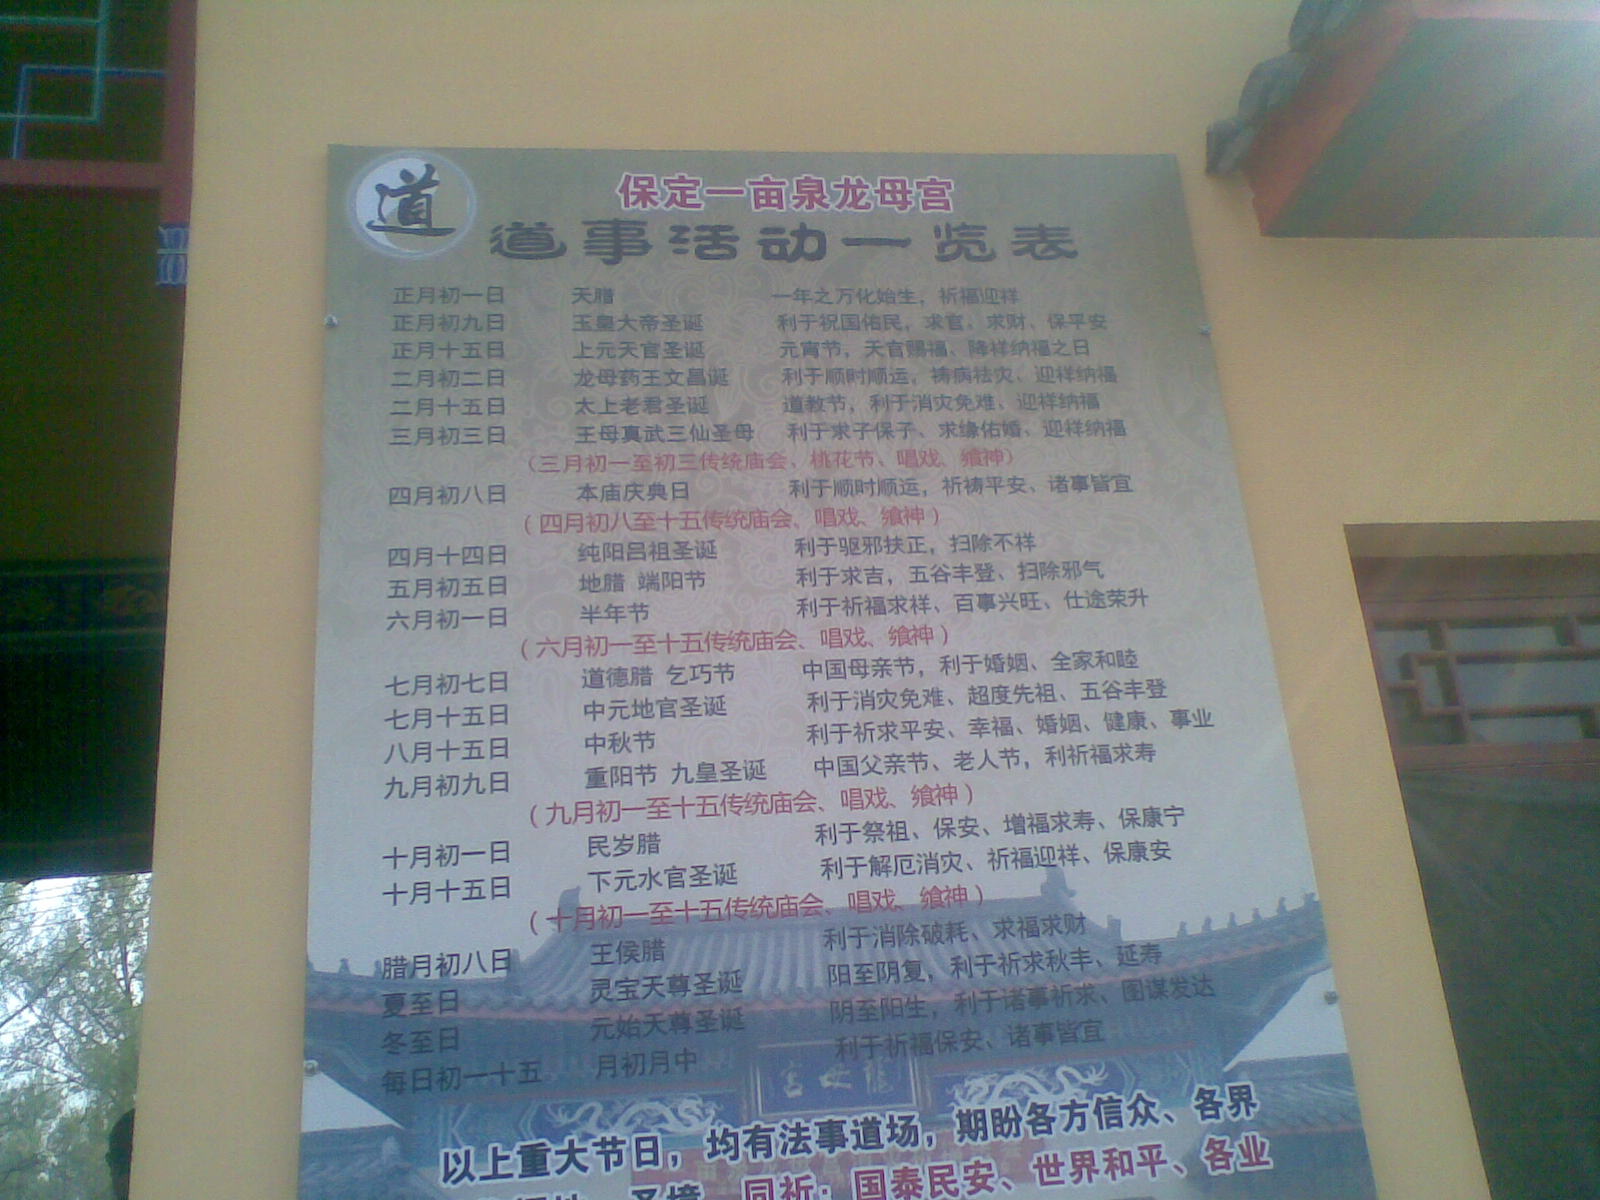 道
保定一亩泉龙母宫
道事活动一览表
正月初一日 天腊 一年之万化始生，祈福迎祥
正月初九日 玉皇大帝圣诞 利于祝国佑民，求官。求财、保平安
正月十五日 上元天官圣诞 元宵节，天官赐福、降祥纳福之日
二月初二日 龙母药王文昌诞 利于顺时顺运，祷病祛灾、迎祥纳福
二月十五日 太上老君圣诞 道教节，利于消灾免难、迎祥纳福
三月初三日 王母真武三仙圣母 利于求子保子、求缘佑婚、迎祥纳福
（三月初一至初三传统庙会、桃花节、唱戏、飨神）
四月初八日 本庙庆典日 利于顺时顺运，祈祷平安、诸事皆宜
（四月初八至十五传统庙会、唱戏、飨神）
四月十四日 纯阳吕祖圣诞 利于驱邪扶正，扫除不祥
五月初五日 地腊 端阳节 利于求吉，五谷丰登、扫除邪气
六月初一日 半年节 利于祈福求祥、百事兴旺、仕途荣升
（六月初一至十五传统庙会、唱戏、飨神）
七月初七日 道德腊 乞巧节 中国母亲节，利于婚姻、全家和睦
七月十五日 中元地官圣诞 利于消灾免难、超度先祖、五谷丰登
八月十五日 中秋节 利于祈求平安、幸福、婚姻、健康、事业
九月初九日 重阳节 九皇圣诞 中国父亲节、老人节，利祈福求寿
（九月初一至十五传统庙会、唱戏、飨神）
十月初一日 民岁腊 利于祭祖、保安、增福求寿、保康宁
十月十五日 下元水官圣诞 利于解厄消灾、祈福迎祥、保康安
（十月初一至十五传统庙会、唱戏、飨神）
腊月初八日 王侯腊 利于消除破耗、求福求财
夏至日 灵宝天尊圣诞 阳至阴复，利于祈求秋丰、延寿
冬至日 元始天尊圣诞 阴至阳生，利于诸事祈求、图谋发达
每日初一十五 月初月中 利于祈福保安、诸事皆宜
宫母龍
以上重大节日，均有法事道场，期盼各方信众、各界
圣境 同祈：国泰民安、世界和平、各业